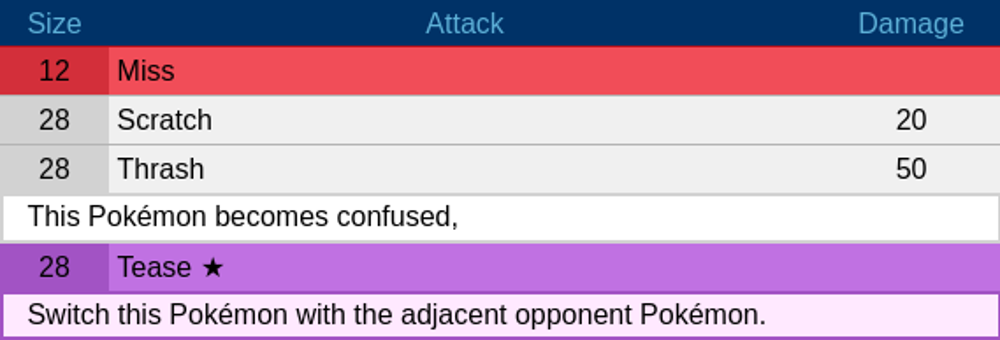 Size Attack Damage
12 Miss
28 Scratch 20
28 Thrash 50
This Pokémon becomes confused,
28 Tease ★
Switch this Pokémon with the adjacent opponent Pokémon.